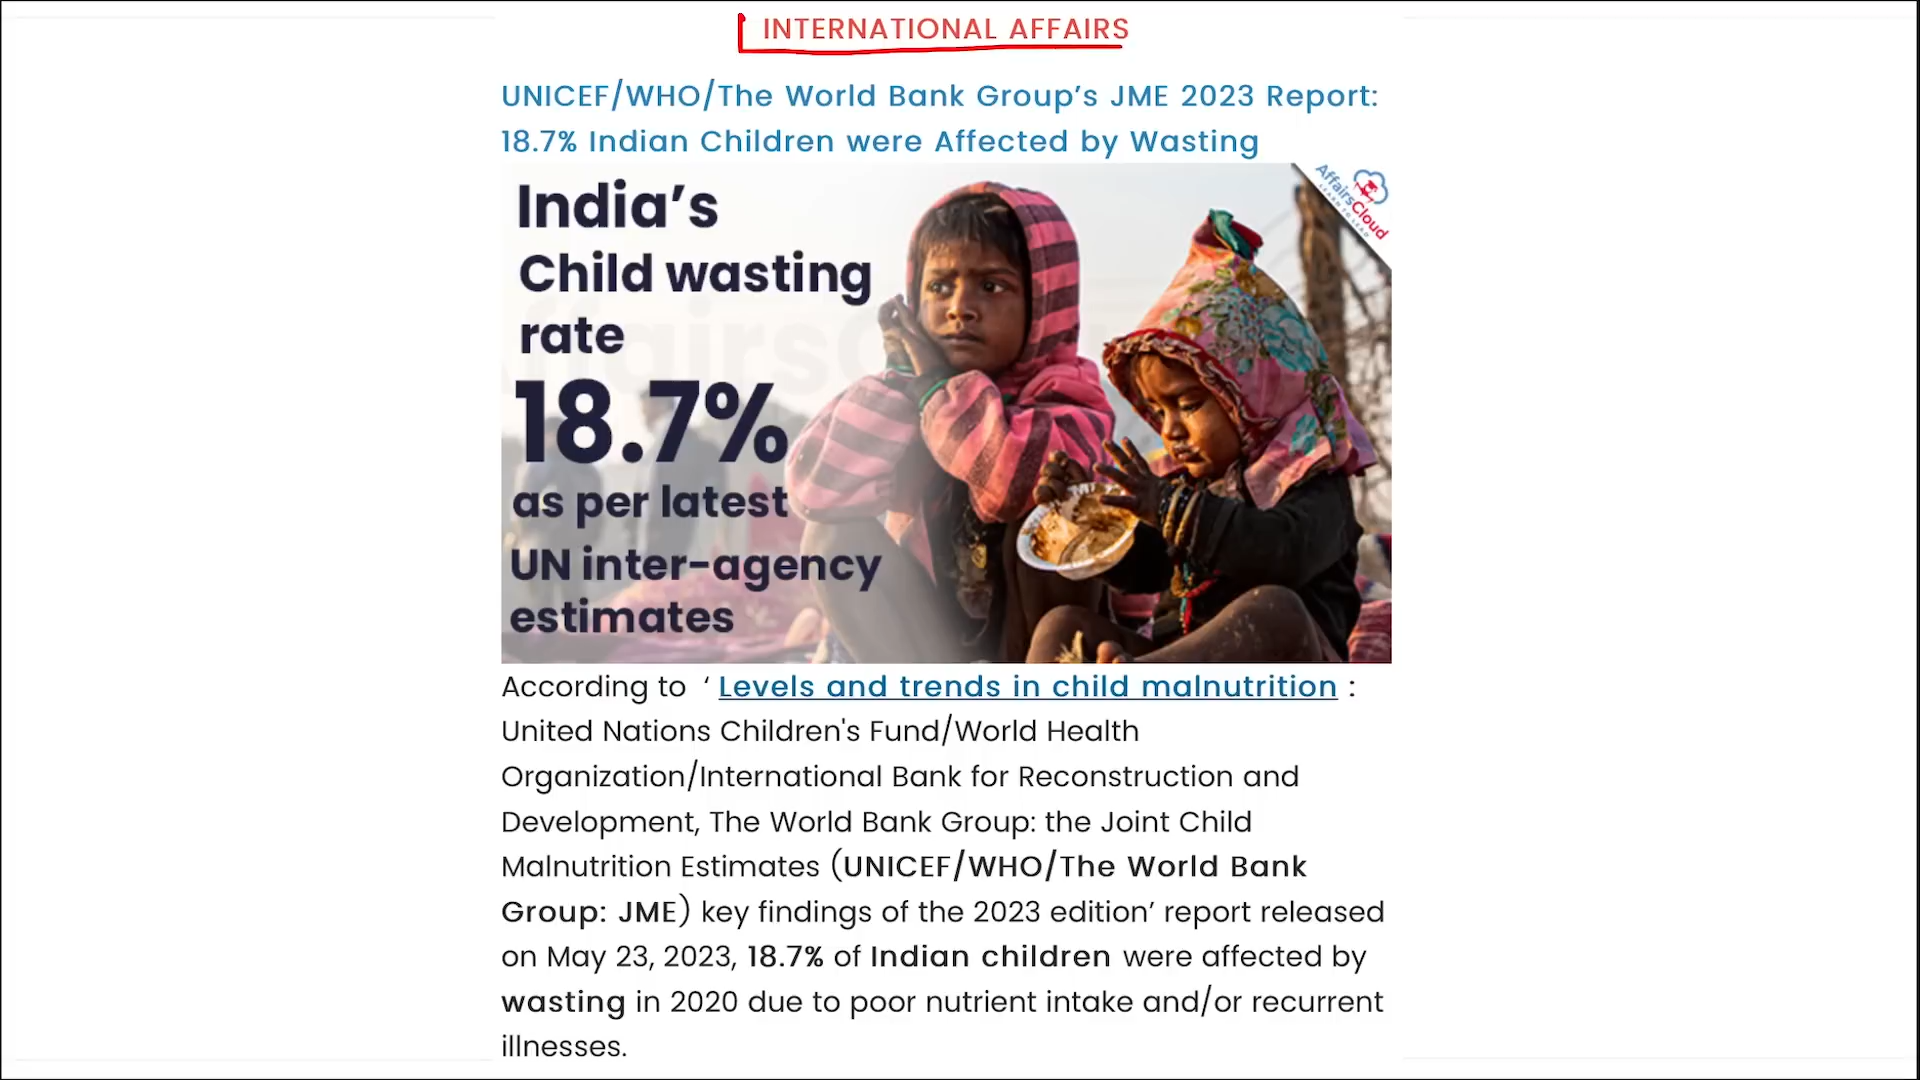 INTERNATIONAL AFFAIRS
UNICEF/WHO/The World Bank Group’s JME 2023 Report:
18.7% Indian Children were Affected by Wasting
India’s
Child wasting
rate
18.7%
as per latest
UN inter-agency
estimates
AffairsCloud
LEARN TO LEAD
According to ‘ Levels and trends in child malnutrition :
United Nations Children's Fund/World Health
Organization/International Bank for Reconstruction and
Development, The World Bank Group: the Joint Child
Malnutrition Estimates (UNICEF/WHO/The World Bank
Group: JME) key findings of the 2023 edition’ report released
on May 23, 2023, 18.7% of Indian children were affected by
wasting in 2020 due to poor nutrient intake and/or recurrent
illnesses.